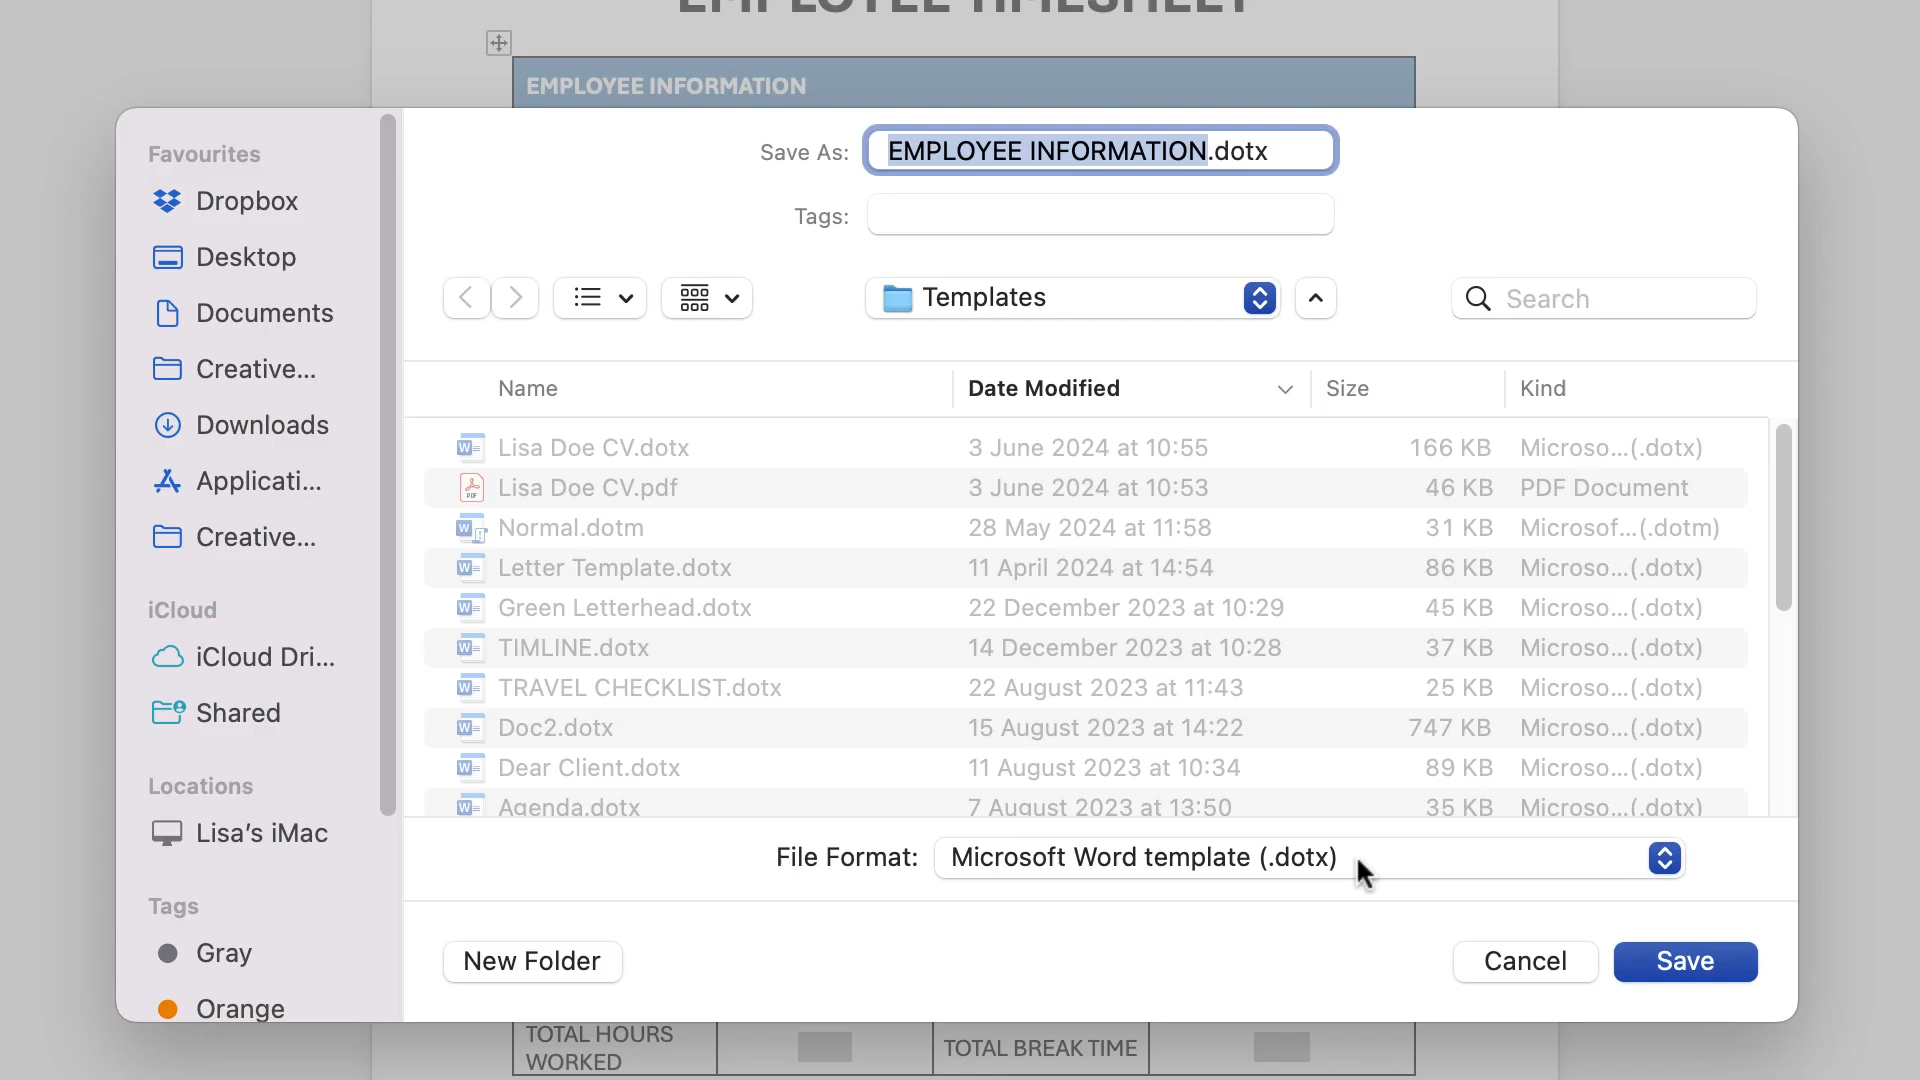 EMPLOYEE TIMESHEET
EMPLOYEE INFORMATION
Favourites
Dropbox
Desktop
Documents
Creative...
Downloads
Applicati...
Creative...
iCloud
iCloud Dri...
Shared
Locations
Lisa's iMac
Tags
Gray
Orange
Save As: EMPLOYEE INFORMATION.dotx
Tags:
Templates
Search
Name Date Modified Size Kind
Lisa Doe CV.dotx 3 June 2024 at 10:55 166 KB Microso...(.dotx)
Lisa Doe CV.pdf 3 June 2024 at 10:53 46 KB PDF Document
Normal.dotm 28 May 2024 at 11:58 31 KB Microsof...(.dotm)
Letter Template.dotx 11 April 2024 at 14:54 86 KB Microso...(.dotx)
Green Letterhead.dotx 22 December 2023 at 10:29 45 KB Microso...(.dotx)
TIMLINE.dotx 14 December 2023 at 10:28 37 KB Microso...(.dotx)
TRAVEL CHECKLIST.dotx 22 August 2023 at 11:43 25 KB Microso...(.dotx)
Doc2.dotx 15 August 2023 at 14:22 747 KB Microso...(.dotx)
Dear Client.dotx 11 August 2023 at 10:34 89 KB Microso...(.dotx)
Agenda.dotx 7 August 2023 at 13:50 35 KB Microso...(.dotx)
File Format: Microsoft Word template (.dotx)
New Folder Cancel Save
TOTAL HOURS
WORKED
TOTAL BREAK TIME